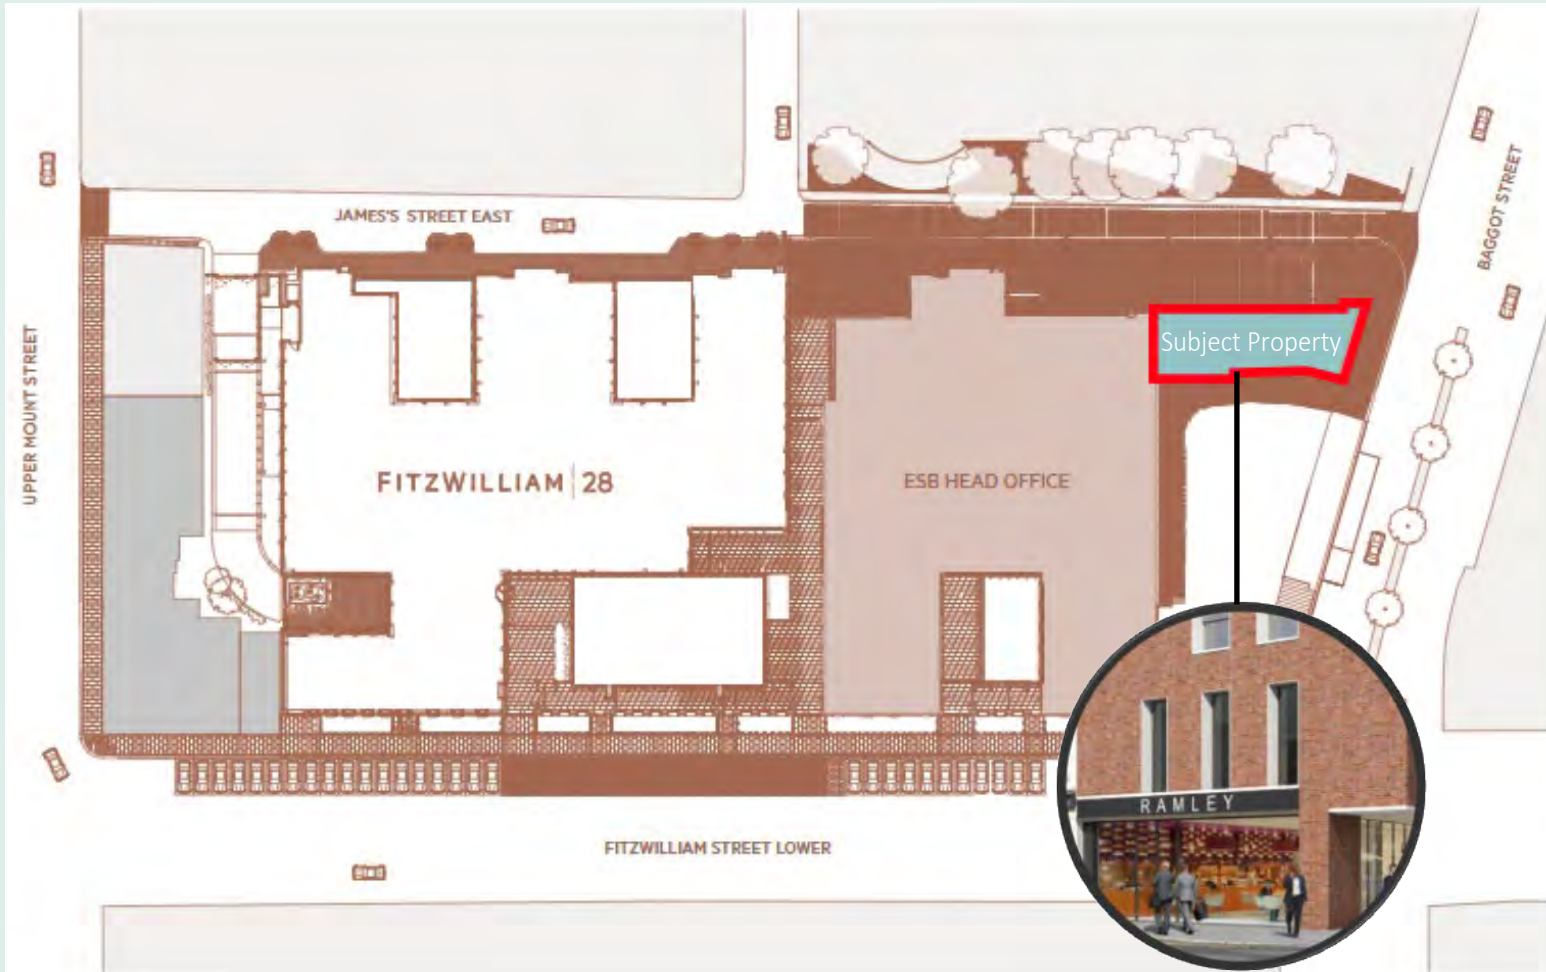 JAMES'S STREET EAST
BAGGOT STREET
Subject Property
UPPER MOUNT STREET
FITZWILLIAM 28
ESB HEAD OFFICE
RAMLEY
FITZWILLIAM STREET LOWER